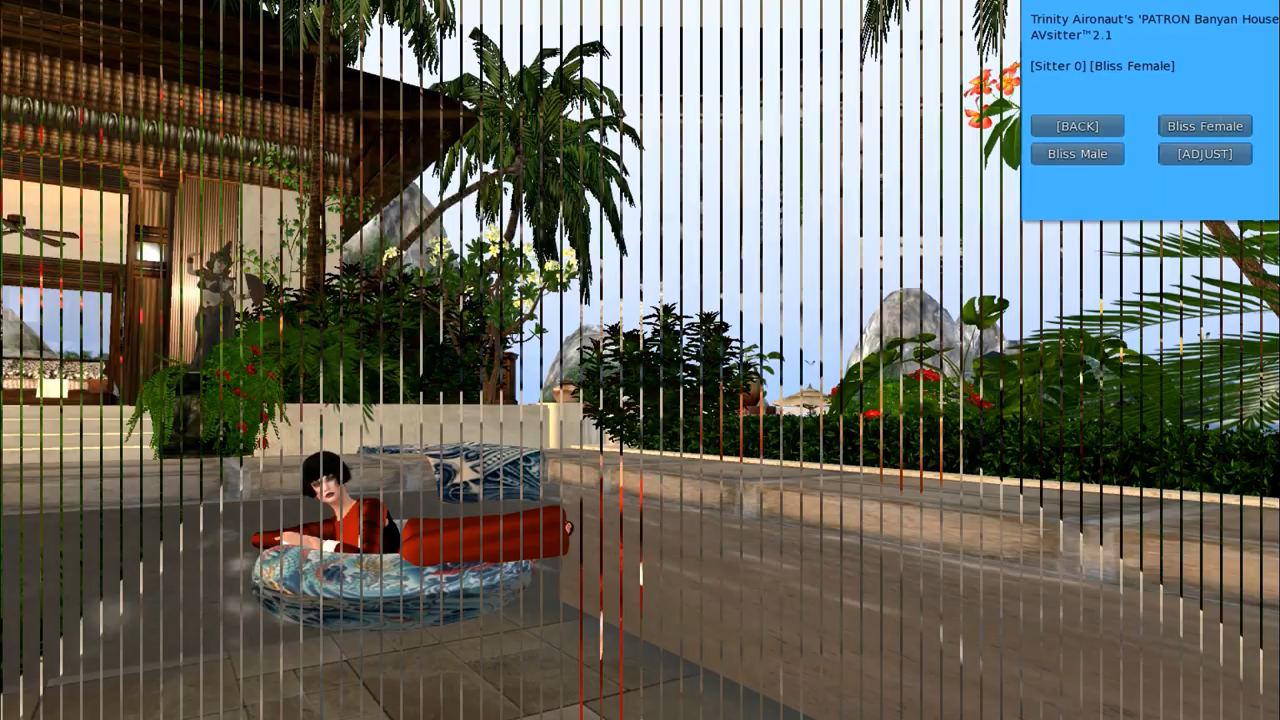 Trinity Aironaut's 'PATRON Banyan House
AVsitter™2.1
[Sitter 0] [Bliss Female]
[BACK]
Bliss Female
Bliss Male
[ADJUST]